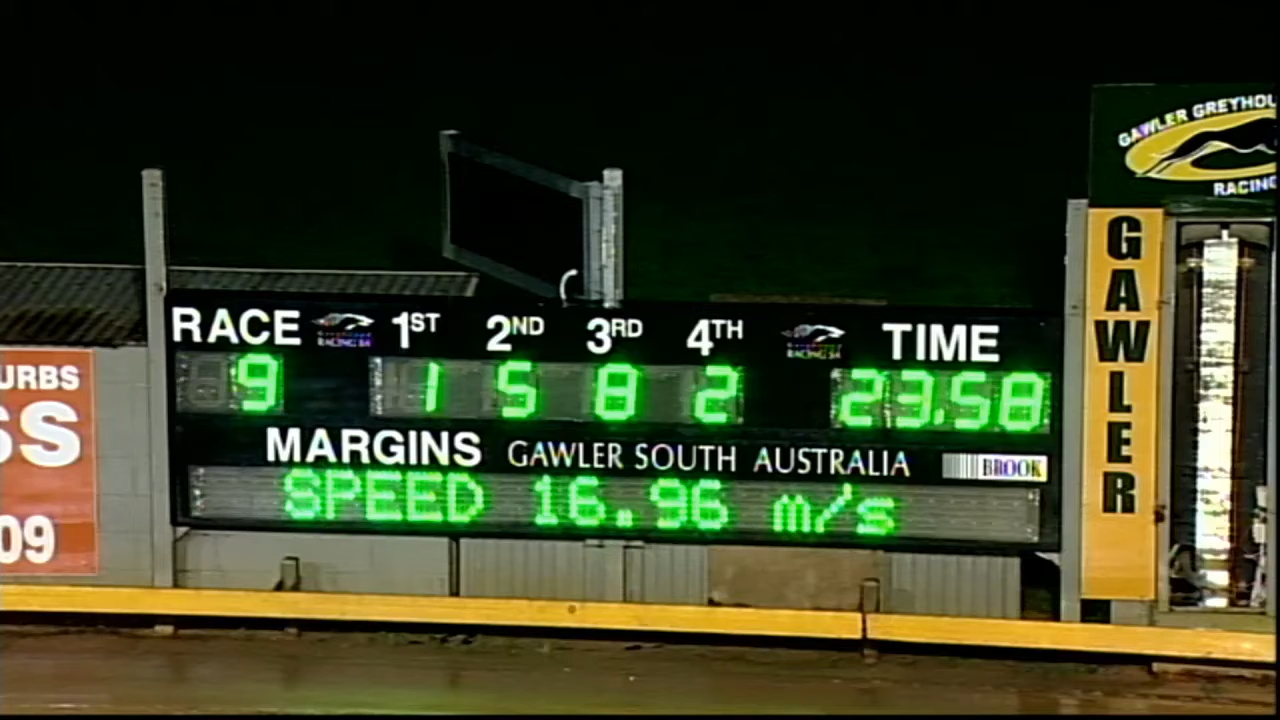 GAWLER GREYHOU
RACING
GAWLER
RACE 1ST 2ND 3RD 4TH TIME
9 1 5 8 2 23.58
MARGINS GAWLER SOUTH AUSTRALIA BROOK
SPEED 16.96 m/s
URBS
SS
09